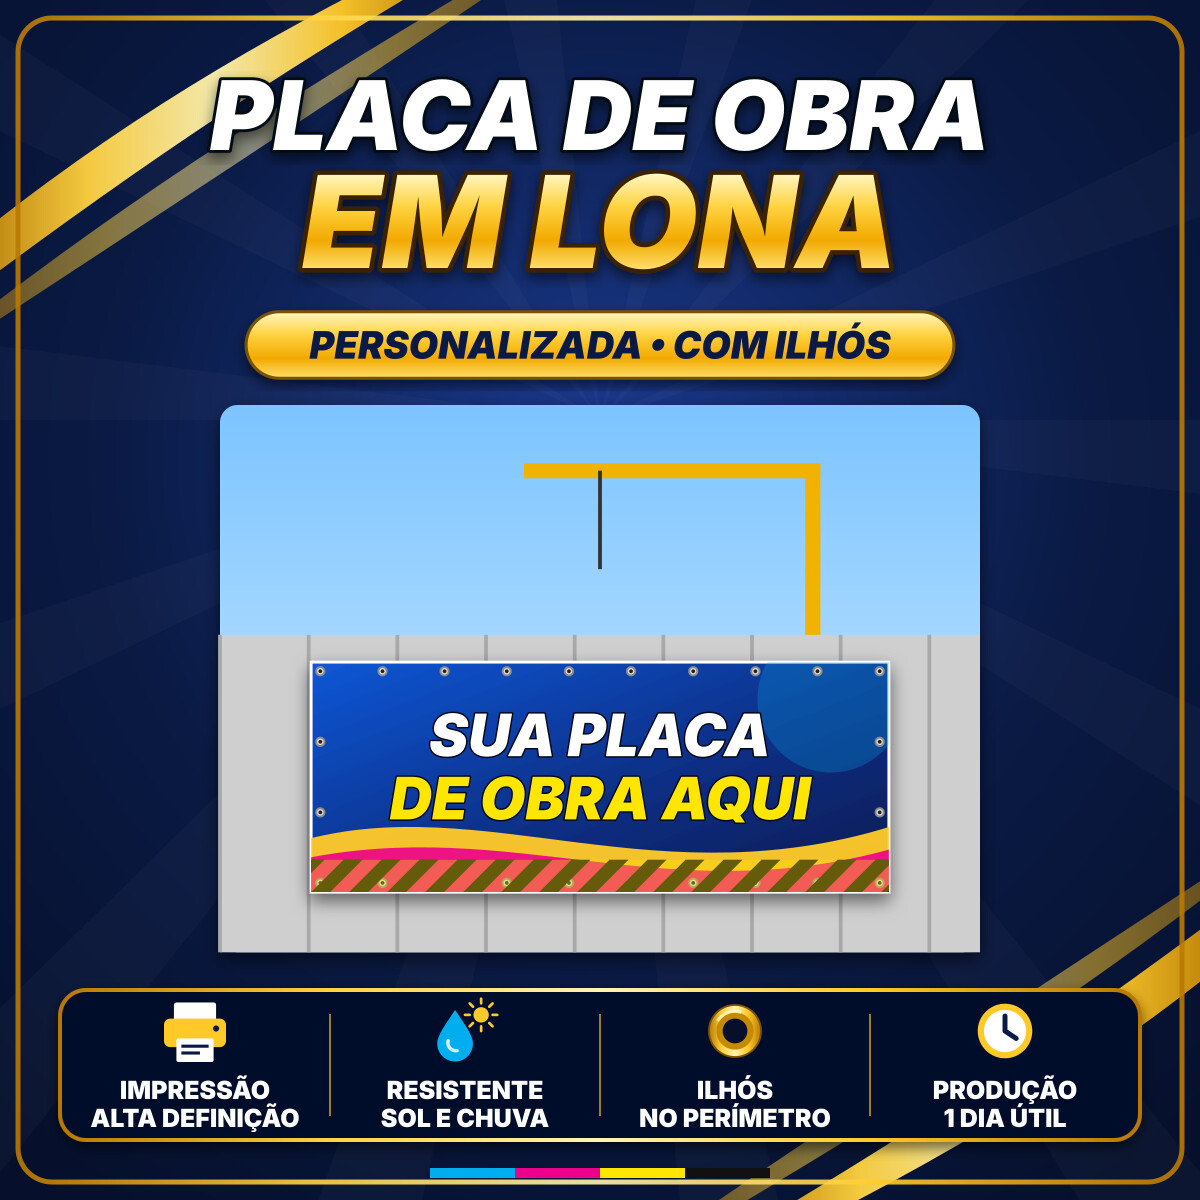 PLACA DE OBRA
EM LONA
PERSONALIZADA • COM ILHÓS
SUA PLACA
DE OBRA AQUI
IMPRESSÃO
ALTA DEFINIÇÃO
RESISTENTE
SOL E CHUVA
ILHÓS
NO PERÍMETRO
PRODUÇÃO
1 DIA ÚTIL